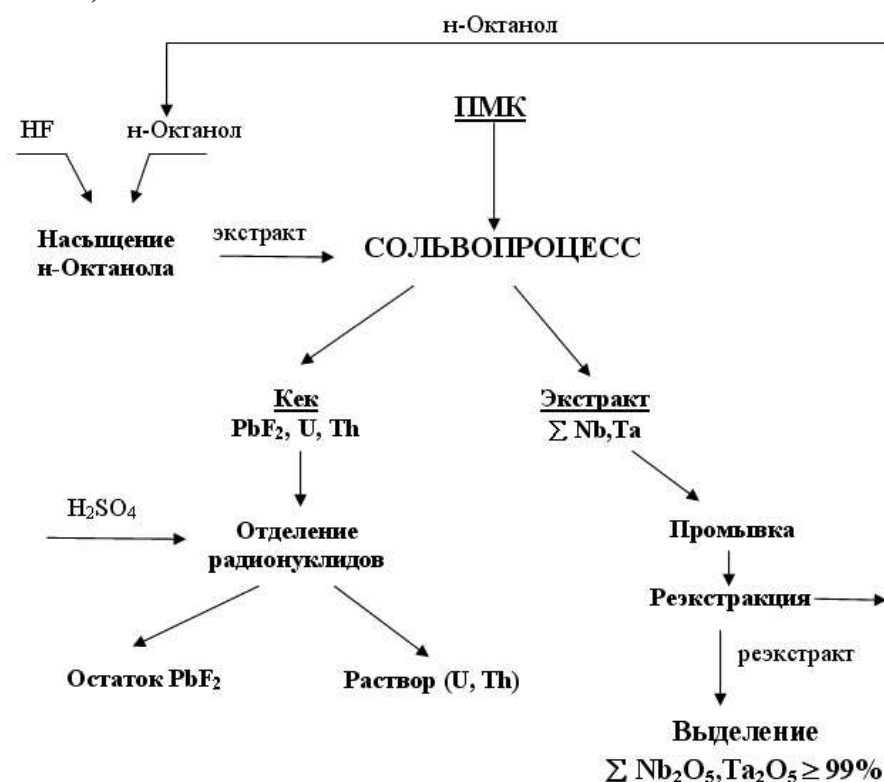 н-Октанол
ПМК
HF
н-Октанол
Насыщение
н-Октанола
экстракт
СОЛЬВОПРОЦЕСС
Кек
PbF₂, U, Th
Экстракт
∑ Nb,Ta
H₂SO₄
Отделение
радионуклидов
Промывка
Реэкстракция
Остаток PbF₂
Раствор (U, Th)
реэкстракт
Выделение
∑ Nb₂O₅,Ta₂O₅ ≥ 99%